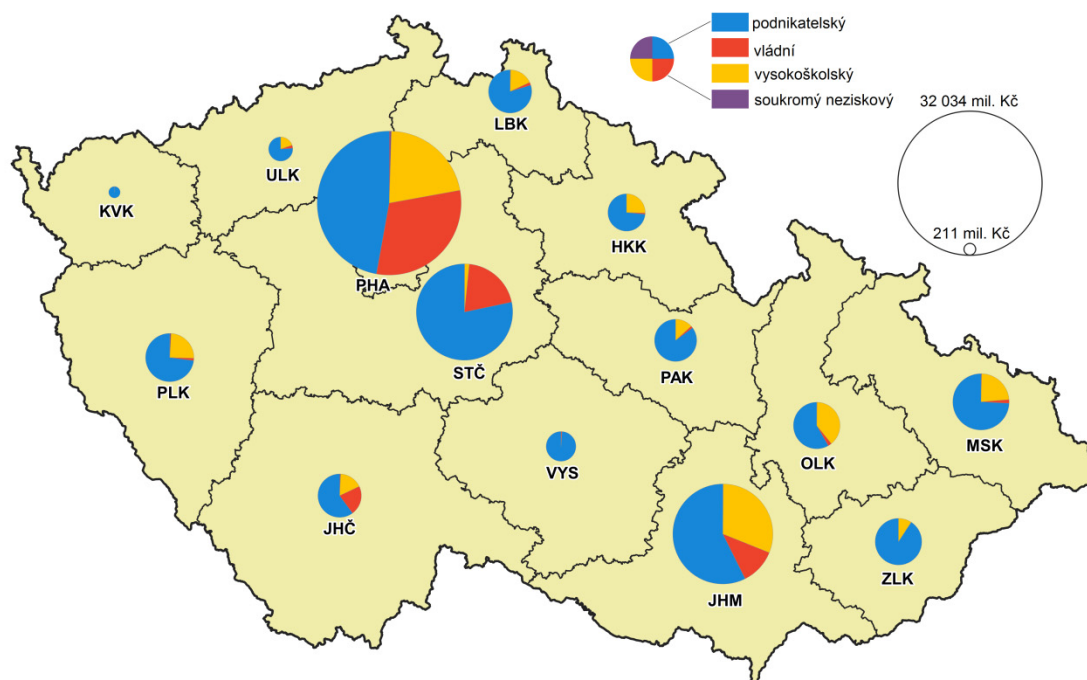 podnikatelský
vládní
vysokoškolský
soukromý neziskový
32 034 mil. Kč
211 mil. Kč
LBK
ULK
KVK
HKK
PHA
STČ
PLK
PAK
MSK
OLK
VYS
JHČ
ZLK
JHM